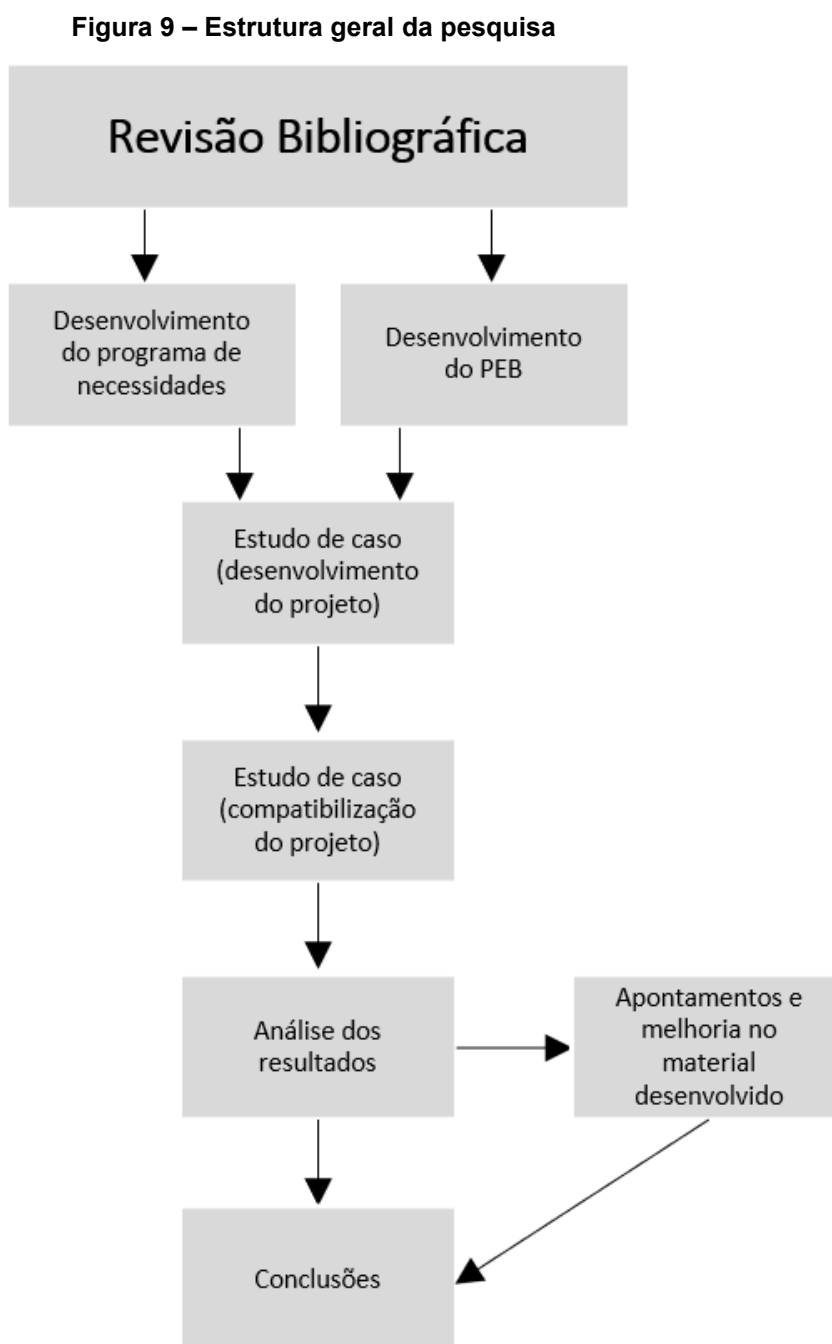 Figura 9 – Estrutura geral da pesquisa
Revisão Bibliográfica
Desenvolvimento
do programa de
necessidades
Desenvolvimento
do PEB
Estudo de caso
(desenvolvimento
do projeto)
Estudo de caso
(compatibilização
do projeto)
Análise dos
resultados
Apontamentos e
melhoria no
material
desenvolvido
Conclusões